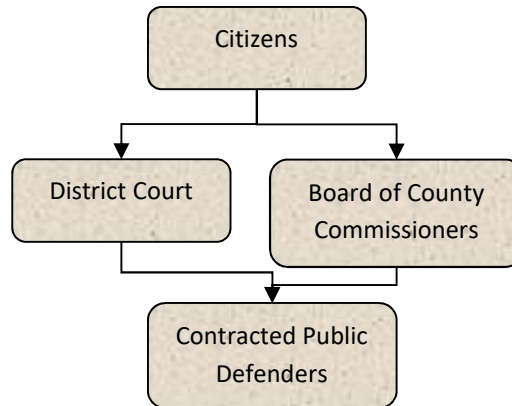 Citizens
District Court
Board of County
Commissioners
Contracted Public
Defenders